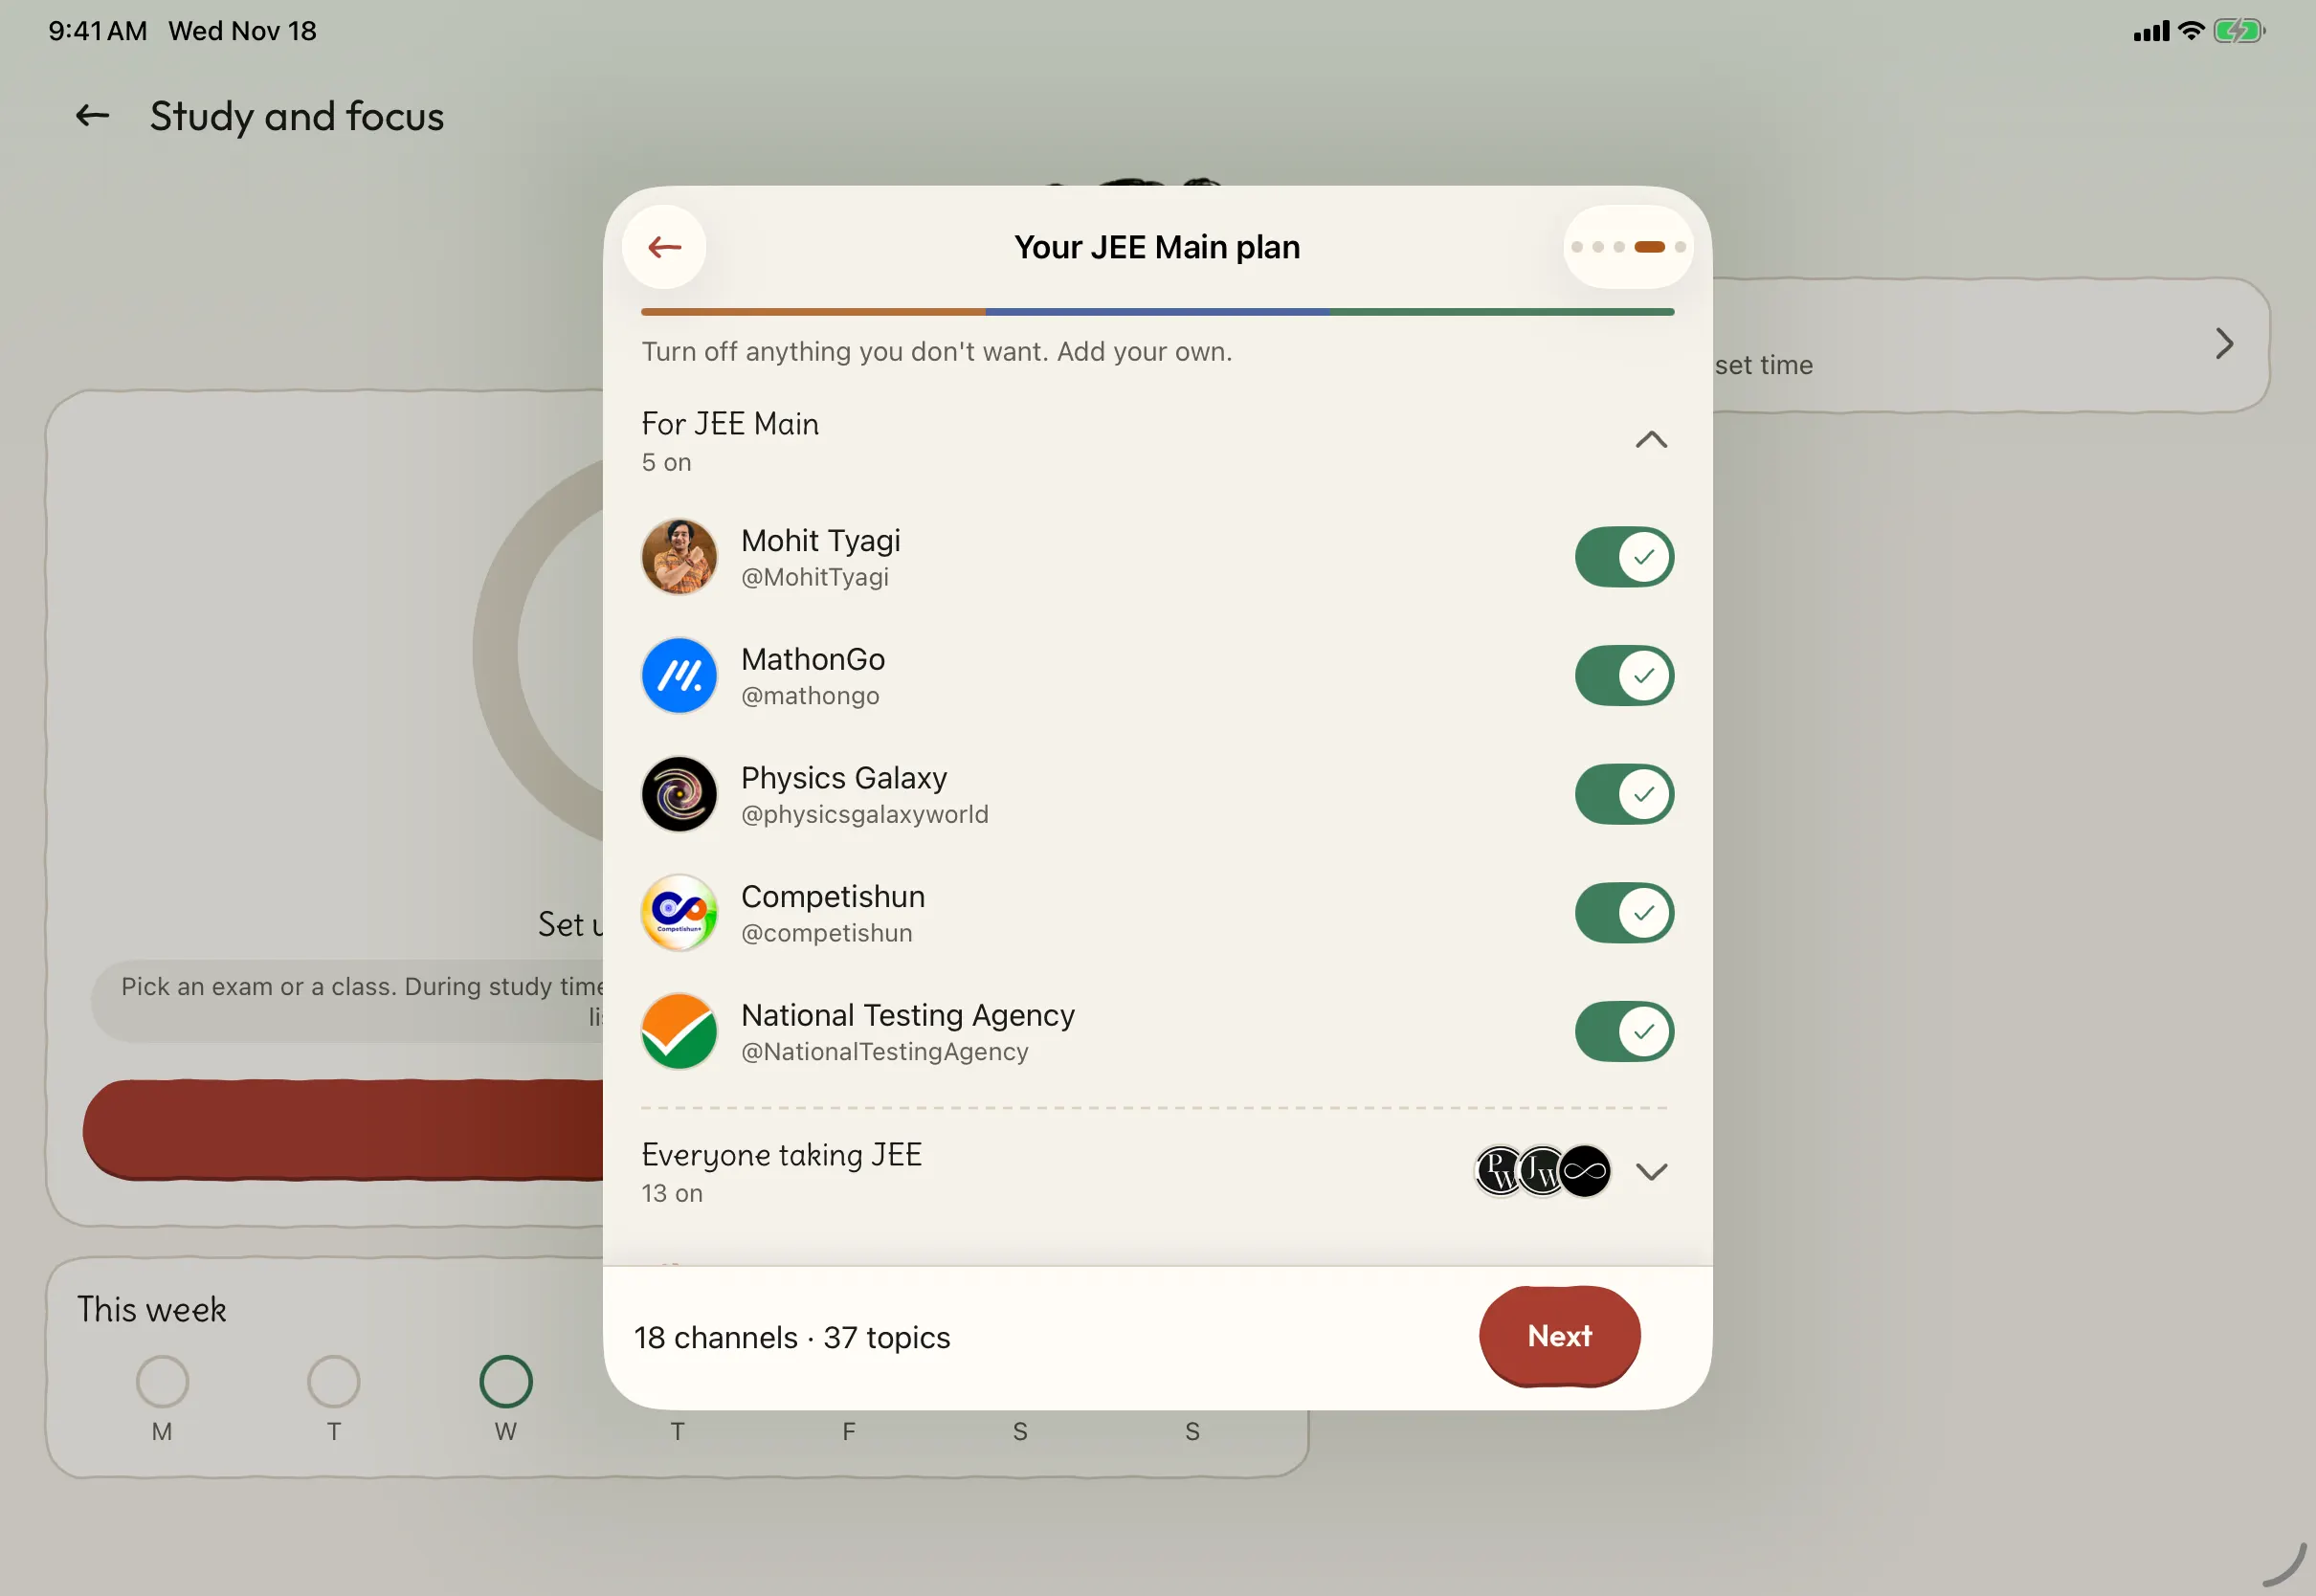 9:41 AM Wed Nov 18
Study and focus
Your JEE Main plan
Turn off anything you don't want. Add your own.
set time
For JEE Main
5 on
Mohit Tyagi
@MohitTyagi
MathonGo
@mathongo
Physics Galaxy
@physicsgalaxyworld
Competishun
@competishun
National Testing Agency
@NationalTestingAgency
Everyone taking JEE
13 on
PW JW
18 channels · 37 topics
Next
Set
Pick an exam or a class. During study time
This week
M T W T F S S